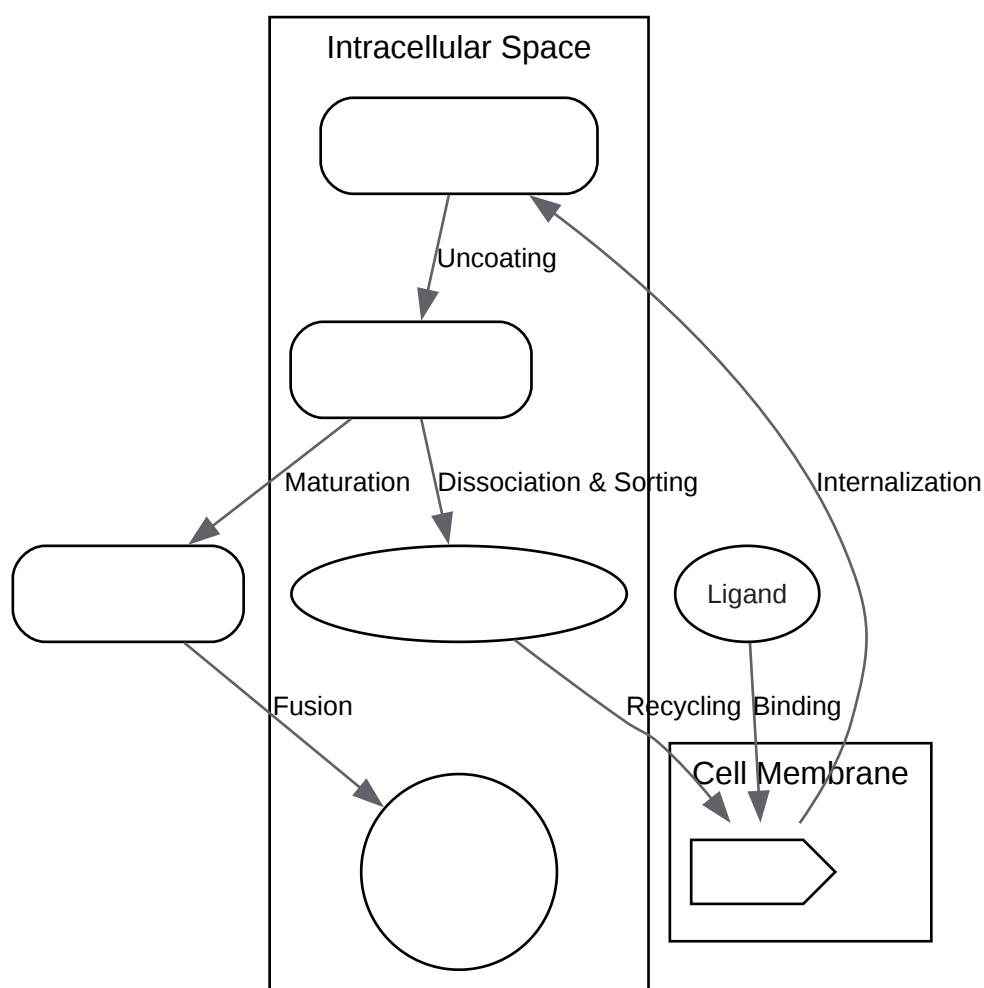 Intracellular Space
Uncoating
Maturation
Dissociation & Sorting
Internalization
Ligand
Fusion
Recycling
Binding
Cell Membrane